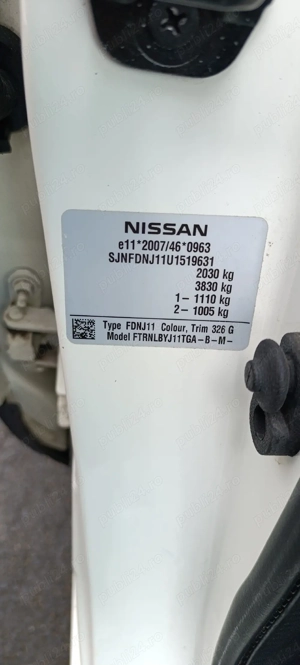 NISSAN
e11*2007/46*0963
SJNFDNJ11U1519631
2030 kg
3830 kg
1- 1110 kg
2- 1005 kg
Type FDNJ11 Colour, Trim 326 G
Model FTRNLBYJ11TGA-B-M-